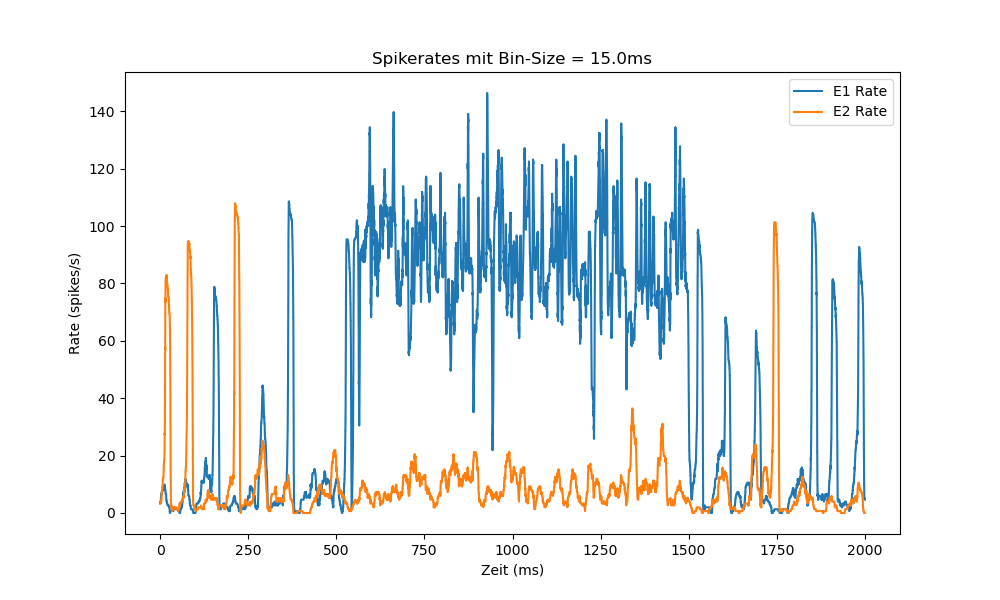 Spikerates mit Bin-Size = 15.0ms
E1 Rate
E2 Rate
140
120
100
80
60
40
20
0
Rate (spikes/s)
0 250 500 750 1000 1250 1500 1750 2000
Zeit (ms)